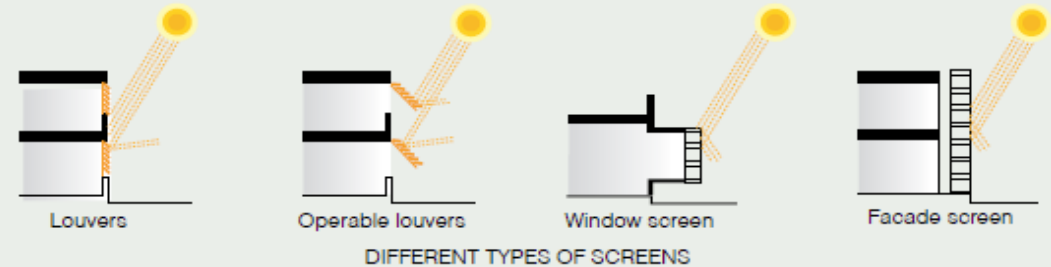 Louvers
Operable louvers
Window screen
Facade screen
DIFFERENT TYPES OF SCREENS